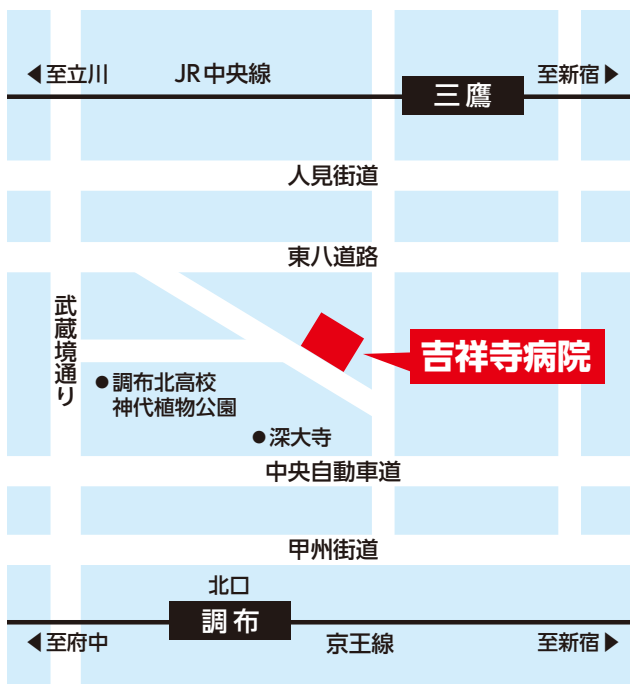 ◀至立川
JR中央線
三鷹
至新宿▶
人見街道
東八道路
武蔵境通り
吉祥寺病院
●調布北高校
神代植物公園
●深大寺
中央自動車道
甲州街道
北口
調布
◀至府中
京王線
至新宿▶